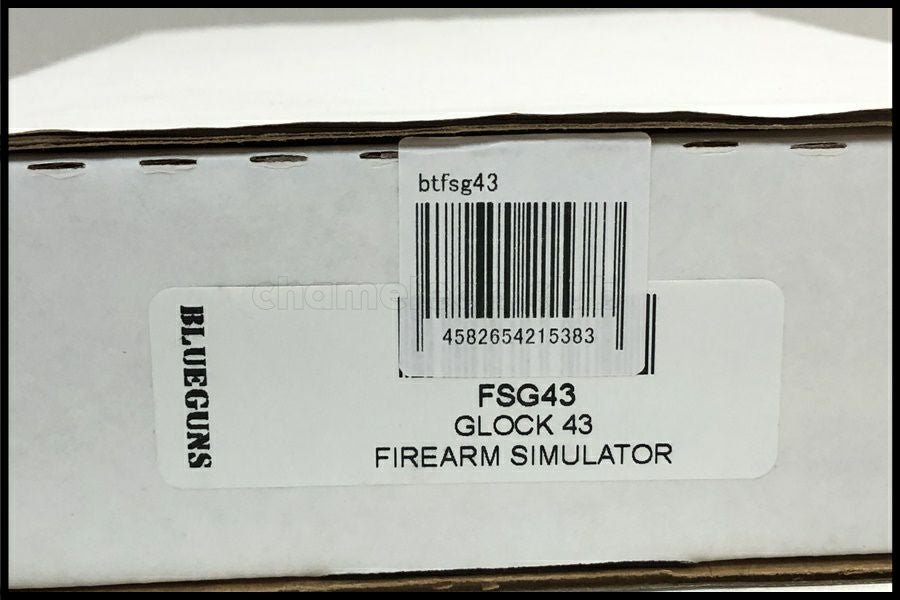 btfsg43
4582654215383
BLUEGUNS
FSG43
GLOCK 43
FIREARM SIMULATOR